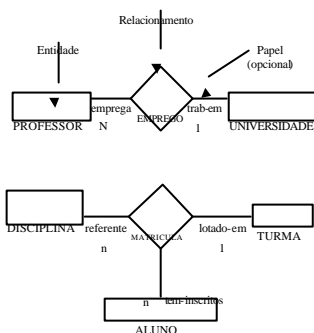 Relacionamento
Entidade
Papel
(opcional)
emprega
N
EMPREGO
trab-em
1
PROFESSOR
UNIVERSIDADE
DISCIPLINA
referente
n
MATRICULA
lotado-em
1
TURMA
n
tem-inscritos
ALUNO